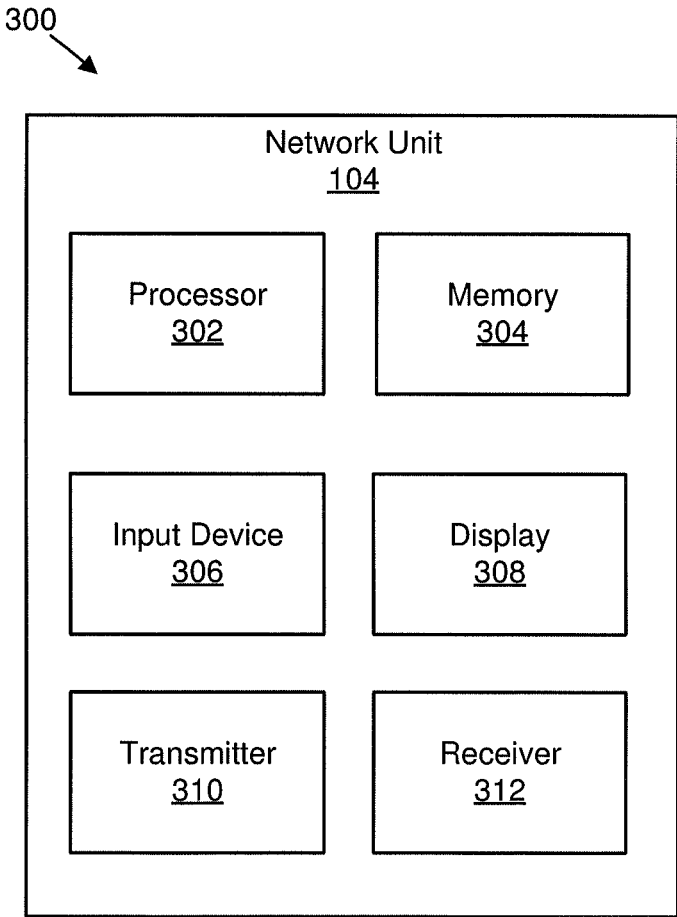 300
Network Unit
104
Processor
302
Memory
304
Input Device
306
Display
308
Transmitter
310
Receiver
312